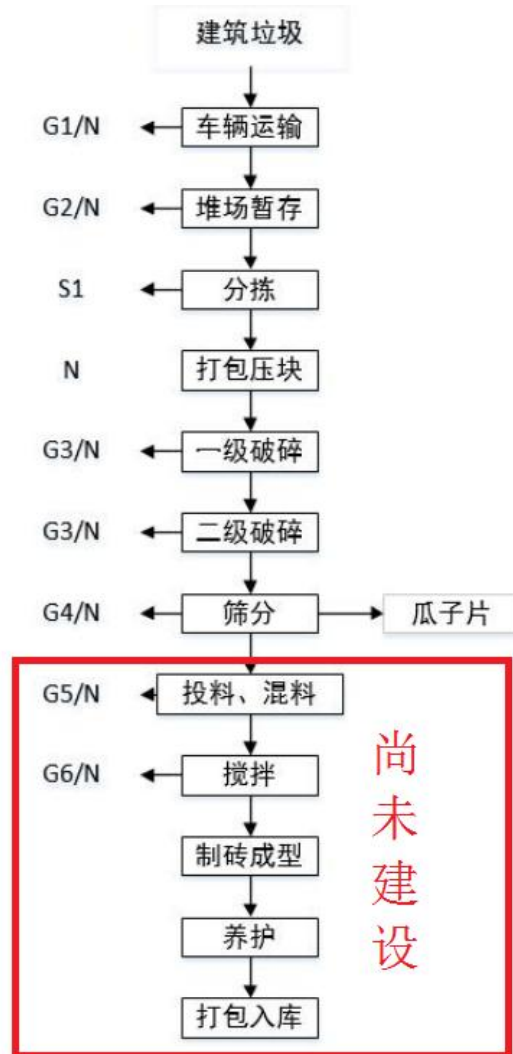 建筑垃圾
G1/N 车辆运输
G2/N 堆场暂存
S1 分拣
N 打包压块
G3/N 一级破碎
G3/N 二级破碎
G4/N 筛分 瓜子片
G5/N 投料、混料
G6/N 搅拌
制砖成型
养护
打包入库
尚未建设